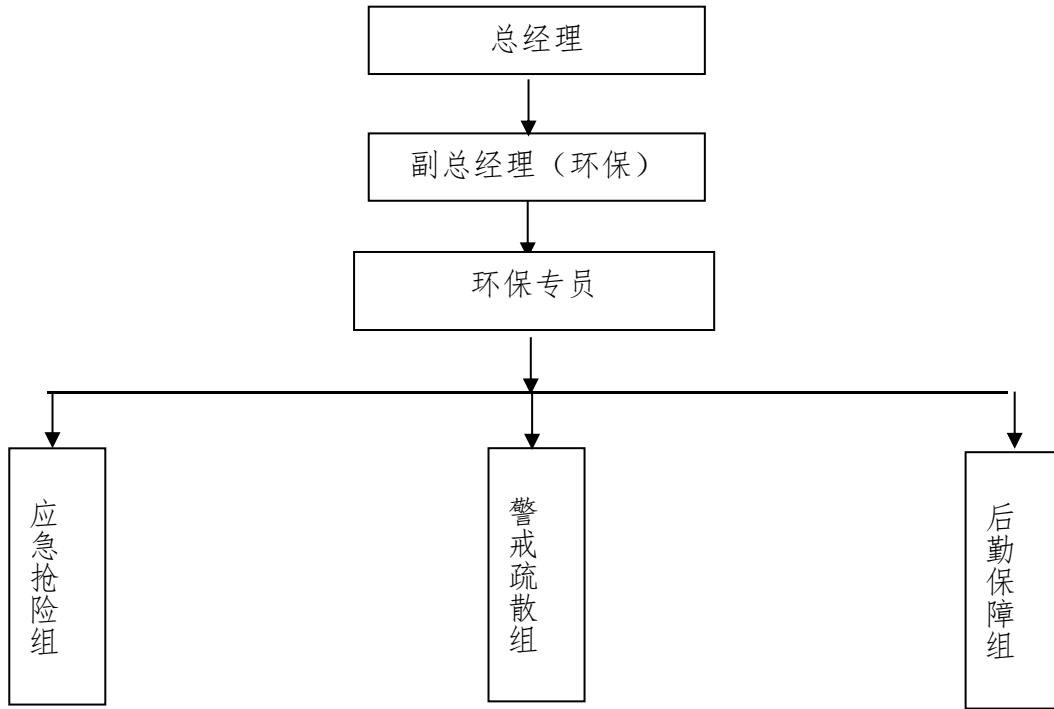 总经理
副总经理（环保）
环保专员
应急抢险组
警戒疏散组
后勤保障组